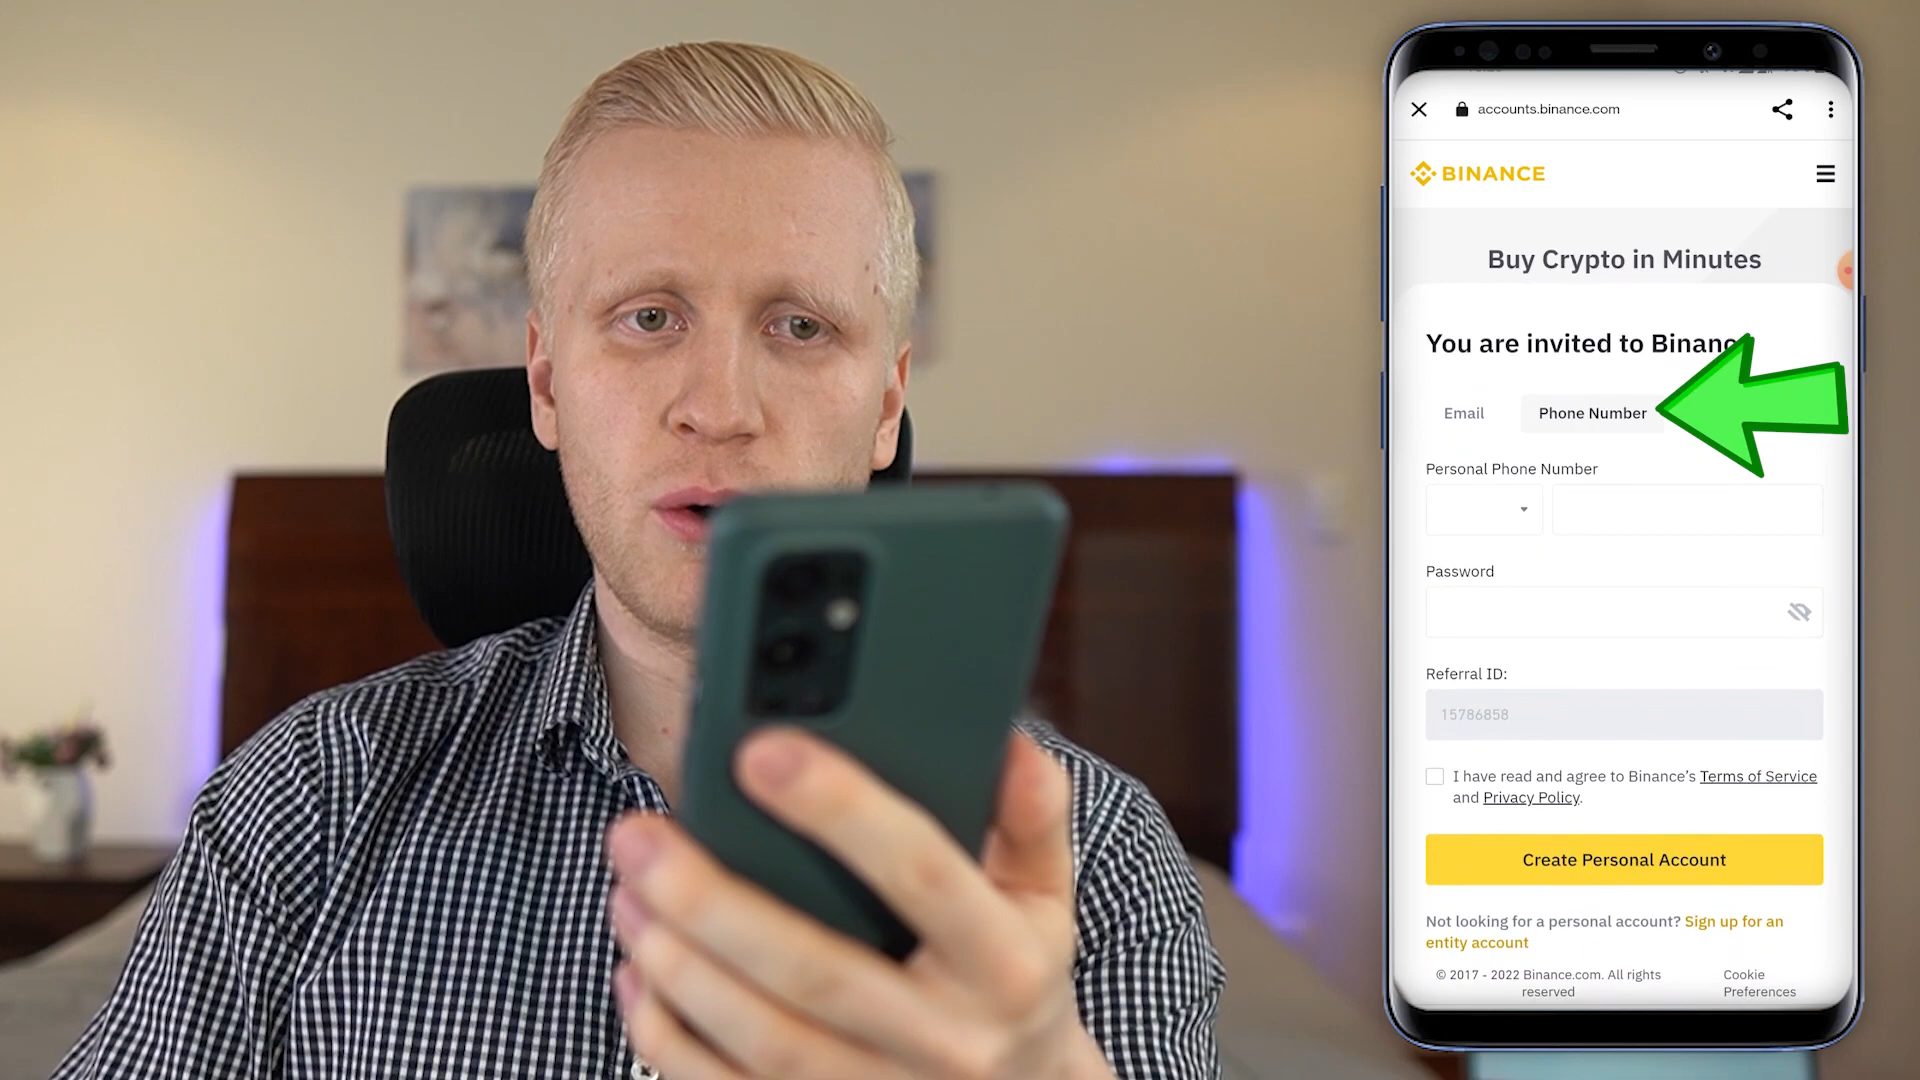 accounts.binance.com
BINANCE
Buy Crypto in Minutes
You are invited to Binanc
Email
Phone Number
Personal Phone Number
Password
Referral ID:
15786858
I have read and agree to Binance's Terms of Service
and Privacy Policy.
Create Personal Account
Not looking for a personal account? Sign up for an
entity account
© 2017 - 2022 Binance.com. All rights
reserved
Cookie
Preferences